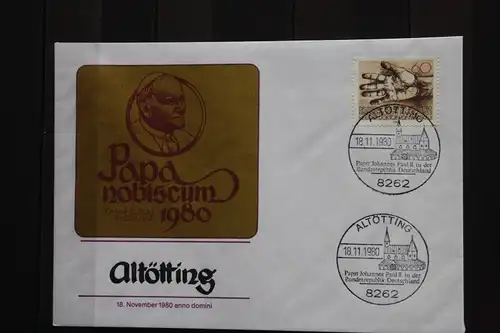 Papa
nobiscum
1980
Altötting
18. November 1980 anno domini
60
ALTÖTTING
18.11.1980
Papst Johannes Paul II. in der
Bundesrepublik Deutschland
8262
ALTÖTTING
18.11.1980
Papst Johannes Paul II. in der
Bundesrepublik Deutschland
8262